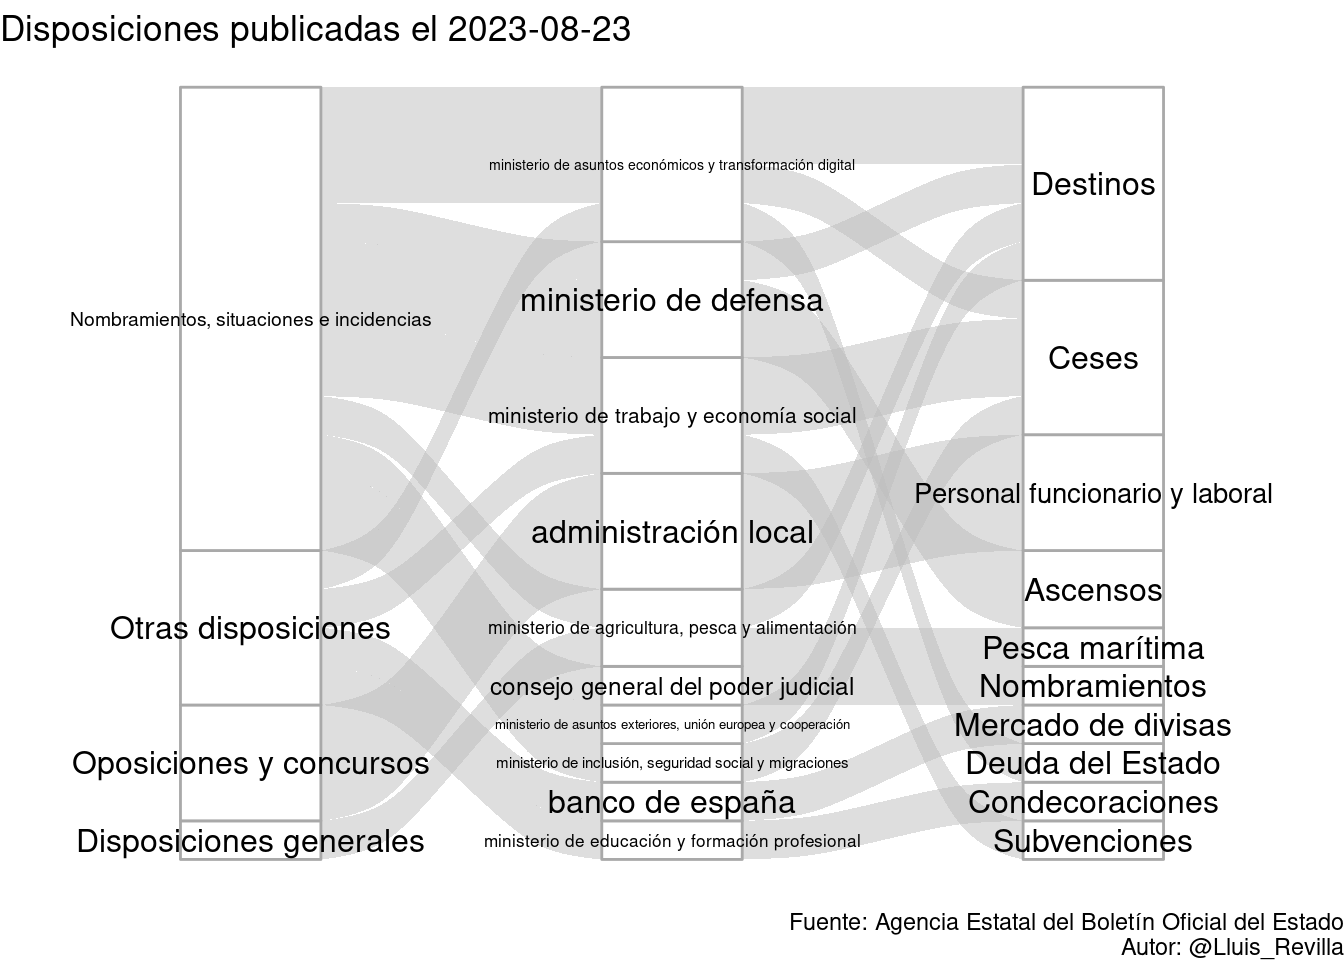 Disposiciones publicadas el 2023-08-23
Nombramientos, situaciones e incidencias
Otras disposiciones
Oposiciones y concursos
Disposiciones generales
ministerio de asuntos económicos y transformación digital
ministerio de defensa
ministerio de trabajo y economía social
administración local
ministerio de agricultura, pesca y alimentación
consejo general del poder judicial
ministerio de asuntos exteriores, unión europea y cooperación
ministerio de inclusión, seguridad social y migraciones
banco de españa
ministerio de educación y formación profesional
Destinos
Ceses
Personal funcionario y laboral
Ascensos
Pesca marítima
Nombramientos
Mercado de divisas
Deuda del Estado
Condecoraciones
Subvenciones
Fuente: Agencia Estatal del Boletín Oficial del Estado
Autor: @Lluis_Revilla